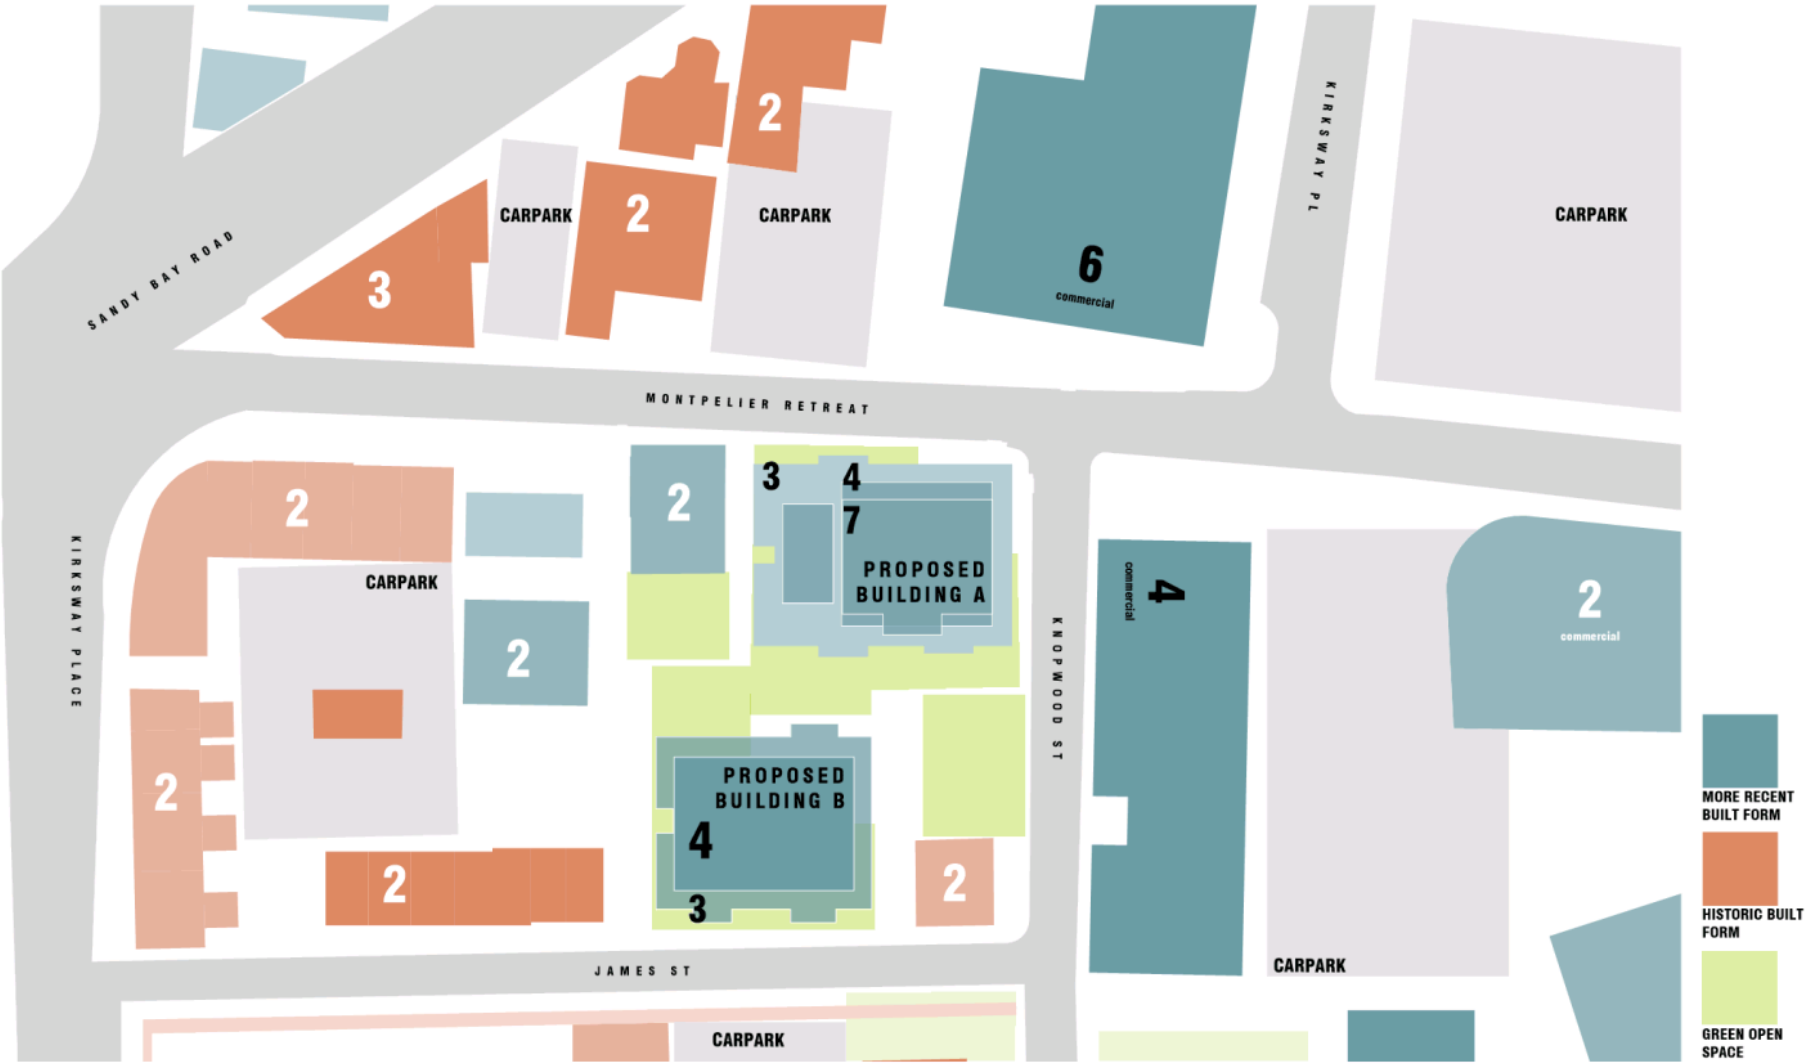 2
CARPARK
2
CARPARK
3
SANDY BAY ROAD
6
commercial
KIRKSWAY PL
CARPARK
MONTPELIER RETREAT
KIRKSWAY PLACE
2
CARPARK
2
2
2
2
3
4
7
PROPOSED
BUILDING A
PROPOSED
BUILDING B
4
3
2
KNOPWOOD ST
4
commercial
2
commercial
CARPARK
JAMES ST
CARPARK
MORE RECENT
BUILT FORM
HISTORIC BUILT
FORM
GREEN OPEN
SPACE